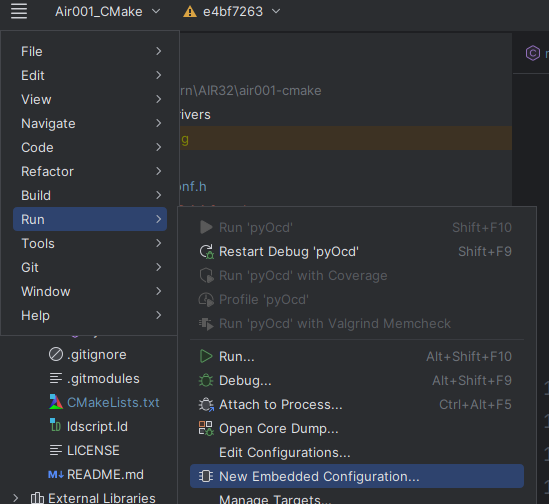 Air001_CMake
e4bf7263
File
Edit
View
Navigate
Code
Refactor
Build
Run
Tools
Git
Window
Help
rn\AIR32\air001-cmake
rivers
g
onf.h
Run 'pyOcd' Shift+F10
Restart Debug 'pyOcd' Shift+F9
Run 'pyOcd' with Coverage
Profile 'pyOcd'
Run 'pyOcd' with Valgrind Memcheck
Run... Alt+Shift+F10
Debug... Alt+Shift+F9
Attach to Process... Ctrl+Alt+F5
Open Core Dump...
Edit Configurations...
New Embedded Configuration...
Manage Targets...
.gitignore
.gitmodules
CMakeLists.txt
ldscript.ld
LICENSE
README.md
External Libraries